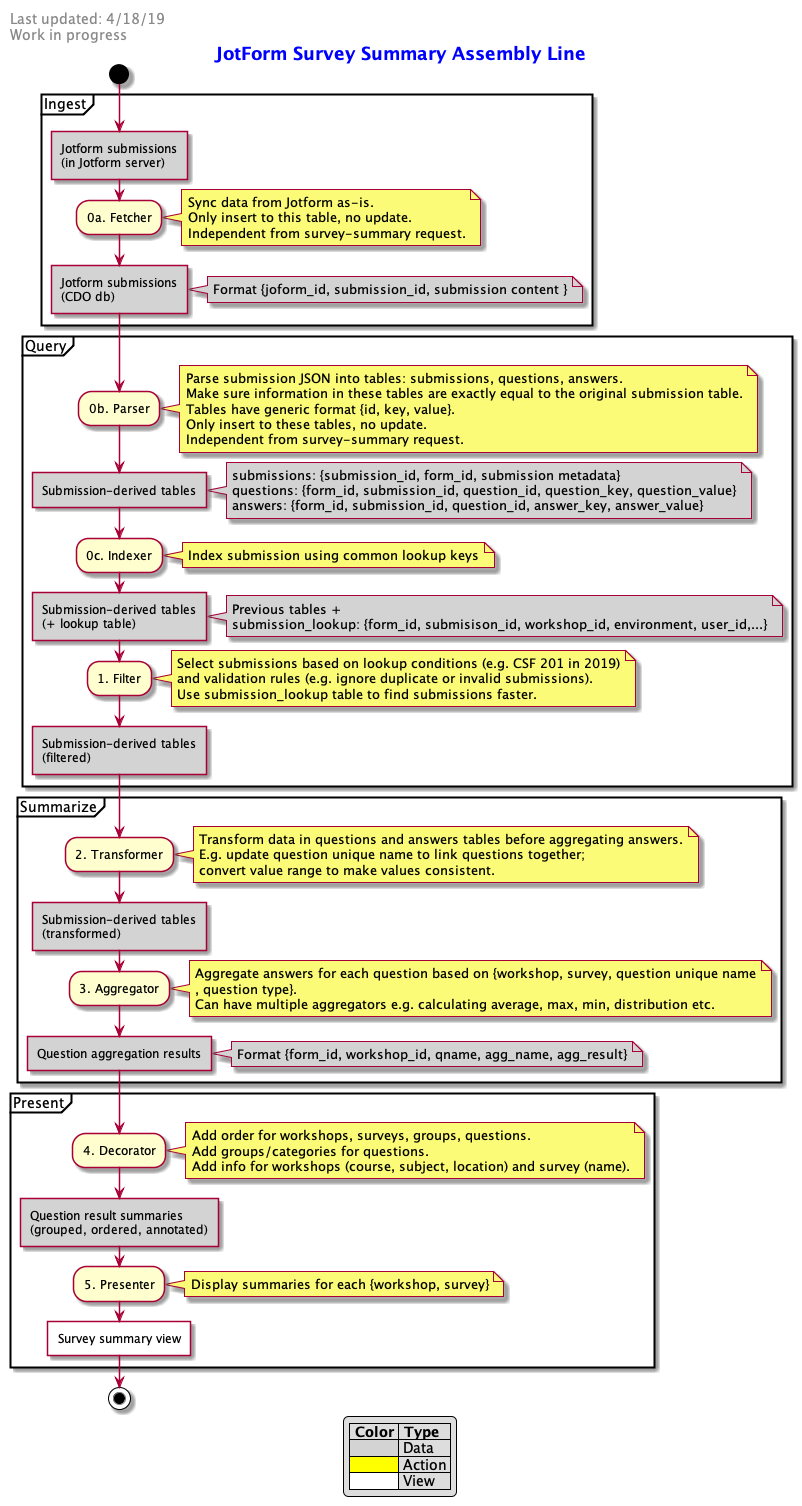 Last updated: 4/18/19
Work in progress
JotForm Survey Summary Assembly Line
Ingest
Jotform submissions
(in Jotform server)
0a. Fetcher
Sync data from Jotform as-is.
Only insert to this table, no update.
Independent from survey-summary request.
Jotform submissions
(CDO db)
Format {joform_id, submission_id, submission content }
Query
0b. Parser
Parse submission JSON into tables: submissions, questions, answers.
Make sure information in these tables are exactly equal to the original submission table.
Tables have generic format {id, key, value}.
Only insert to these tables, no update.
Independent from survey-summary request.
Submission-derived tables
submissions: {submission_id, form_id, submission metadata}
questions: {form_id, submission_id, question_id, question_key, question_value}
answers: {form_id, submission_id, question_id, answer_key, answer_value}
0c. Indexer
Index submission using common lookup keys
Submission-derived tables
(+ lookup table)
Previous tables +
submission_lookup: {form_id, submisison_id, workshop_id, environment, user_id,...}
1. Filter
Select submissions based on lookup conditions (e.g. CSF 201 in 2019)
and validation rules (e.g. ignore duplicate or invalid submissions).
Use submission_lookup table to find submissions faster.
Submission-derived tables
(filtered)
Summarize
2. Transformer
Transform data in questions and answers tables before aggregating answers.
E.g. update question unique name to link questions together;
convert value range to make values consistent.
Submission-derived tables
(transformed)
3. Aggregator
Aggregate answers for each question based on {workshop, survey, question unique name
, question type}.
Can have multiple aggregators e.g. calculating average, max, min, distribution etc.
Question aggregation results
Format {form_id, workshop_id, qname, agg_name, agg_result}
Present
4. Decorator
Add order for workshops, surveys, groups, questions.
Add groups/categories for questions.
Add info for workshops (course, subject, location) and survey (name).
Question result summaries
(grouped, ordered, annotated)
5. Presenter
Display summaries for each {workshop, survey}
Survey summary view
Color Type
Data
Action
View